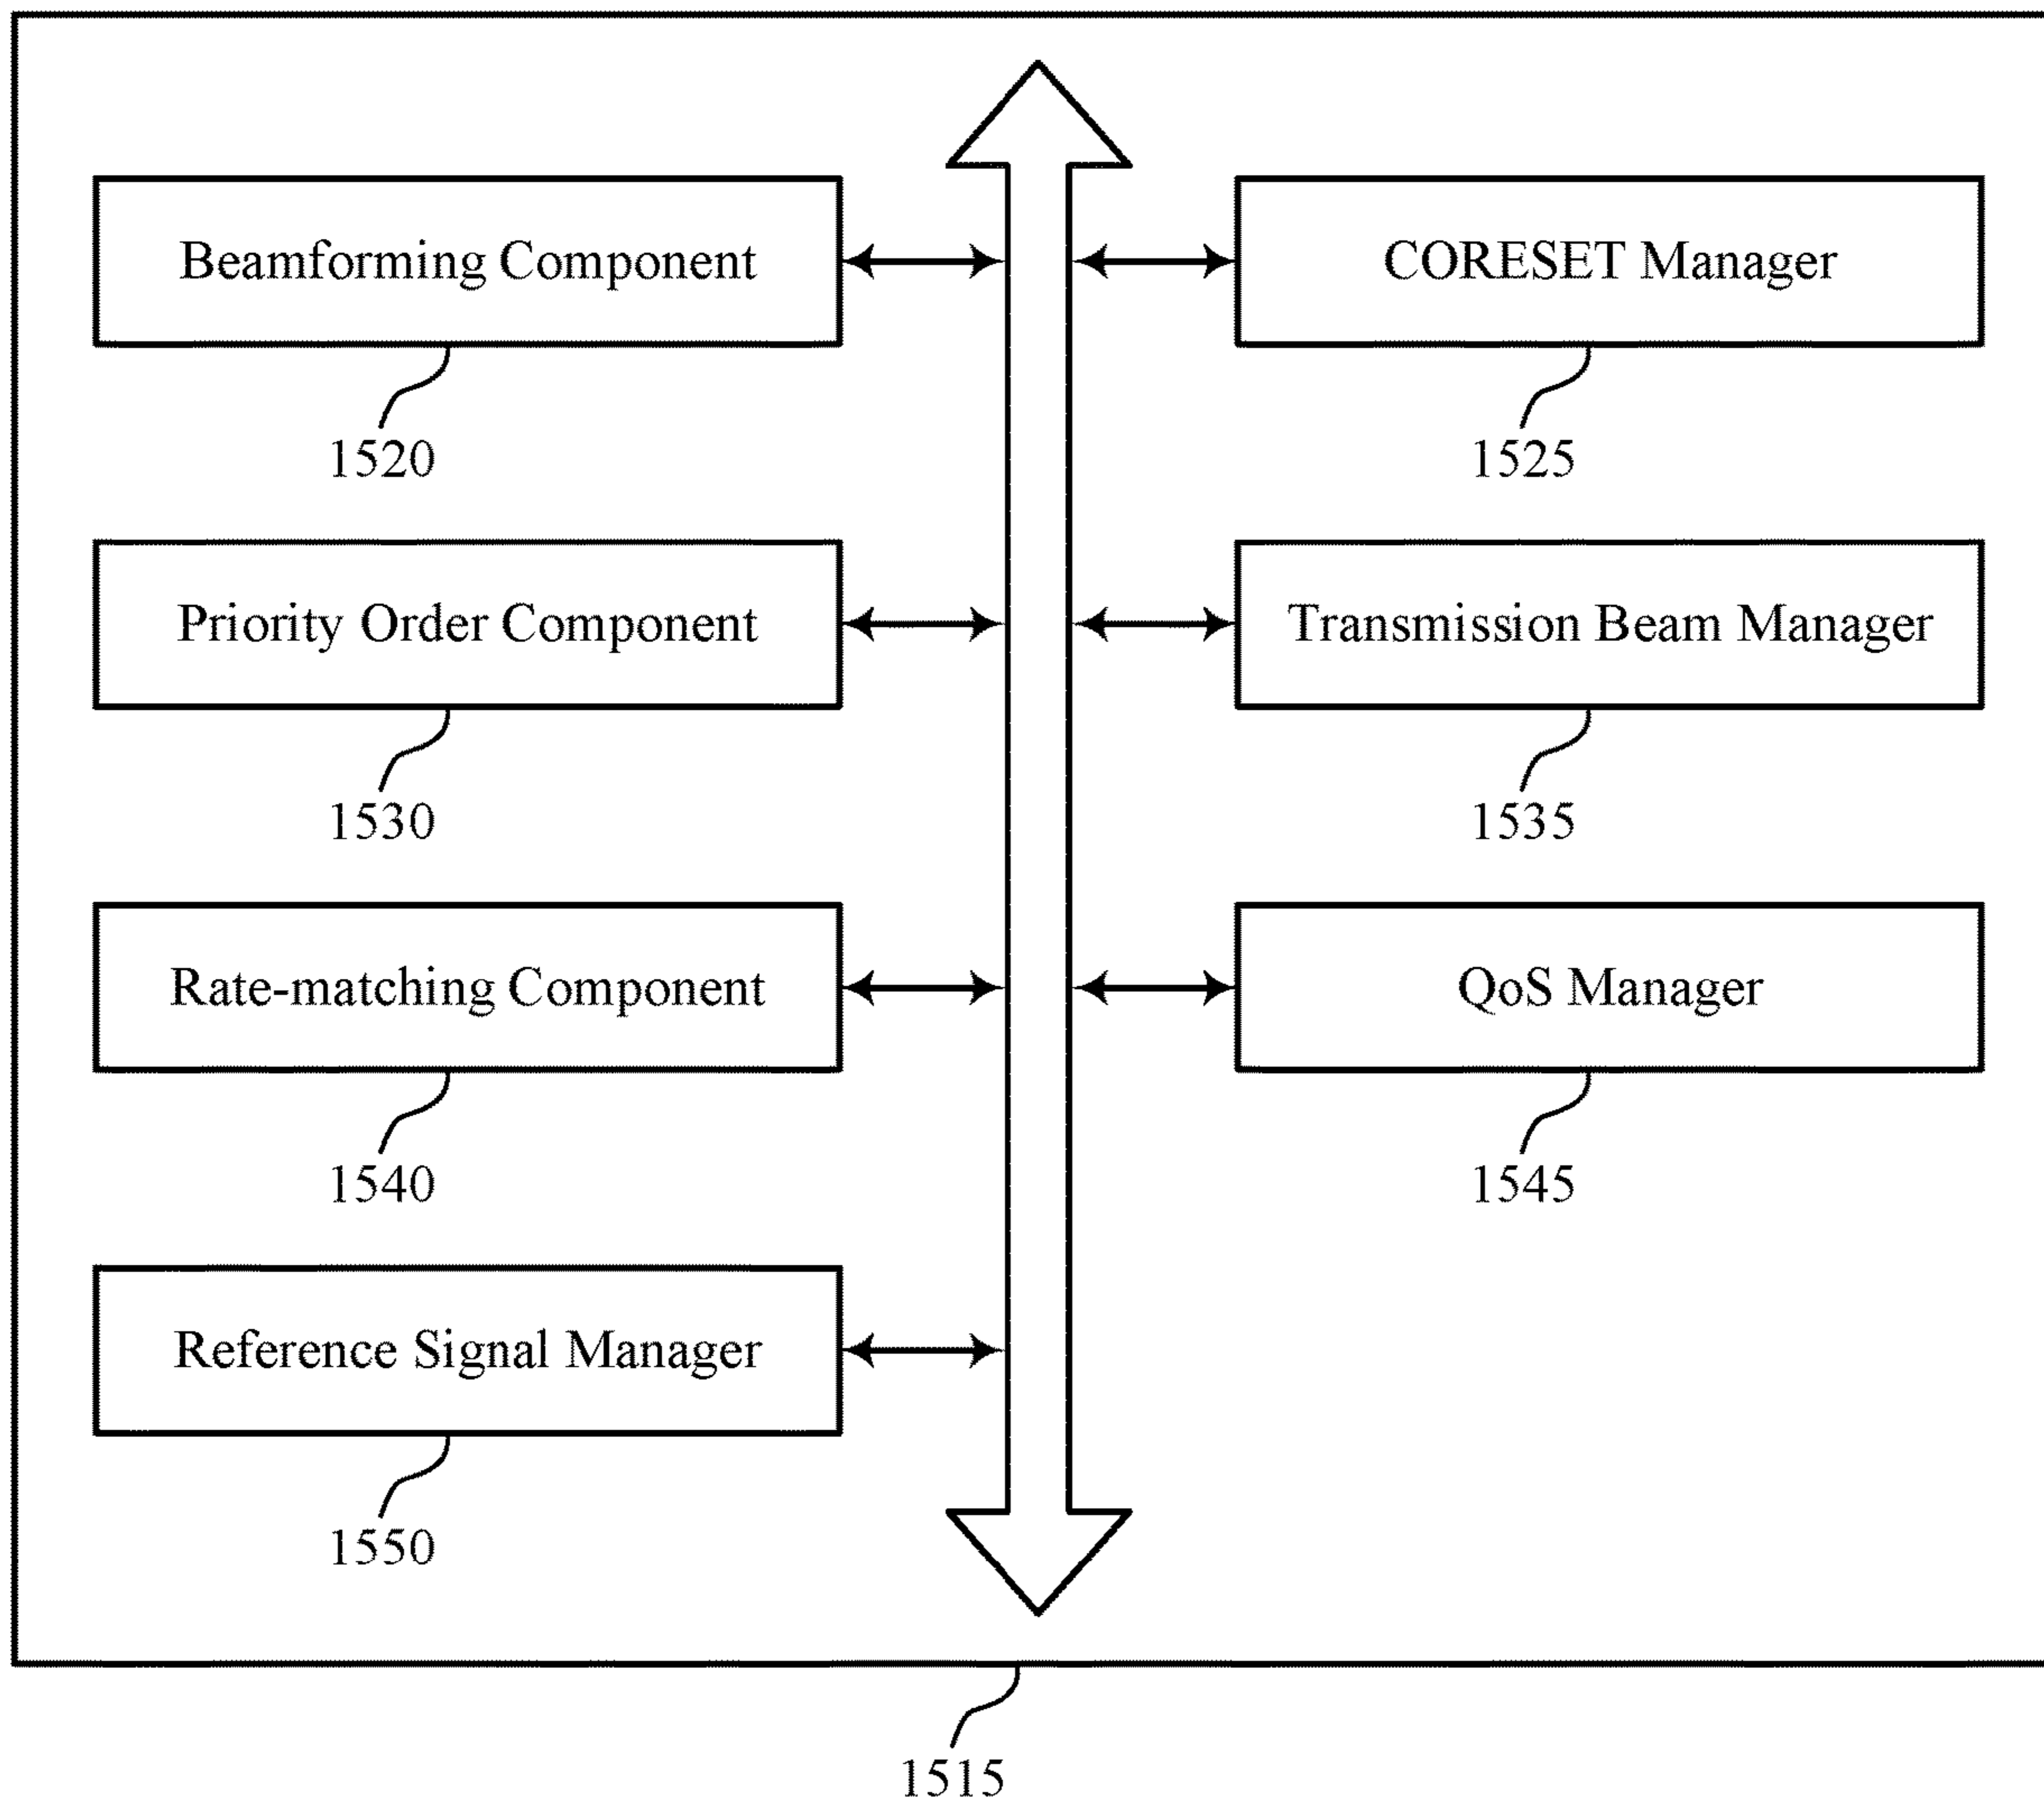 Beamforming Component
CORESET Manager
1520
1525
Priority Order Component
Transmission Beam Manager
1530
1535
Rate-matching Component
QoS Manager
1540
1545
Reference Signal Manager
1550
1515